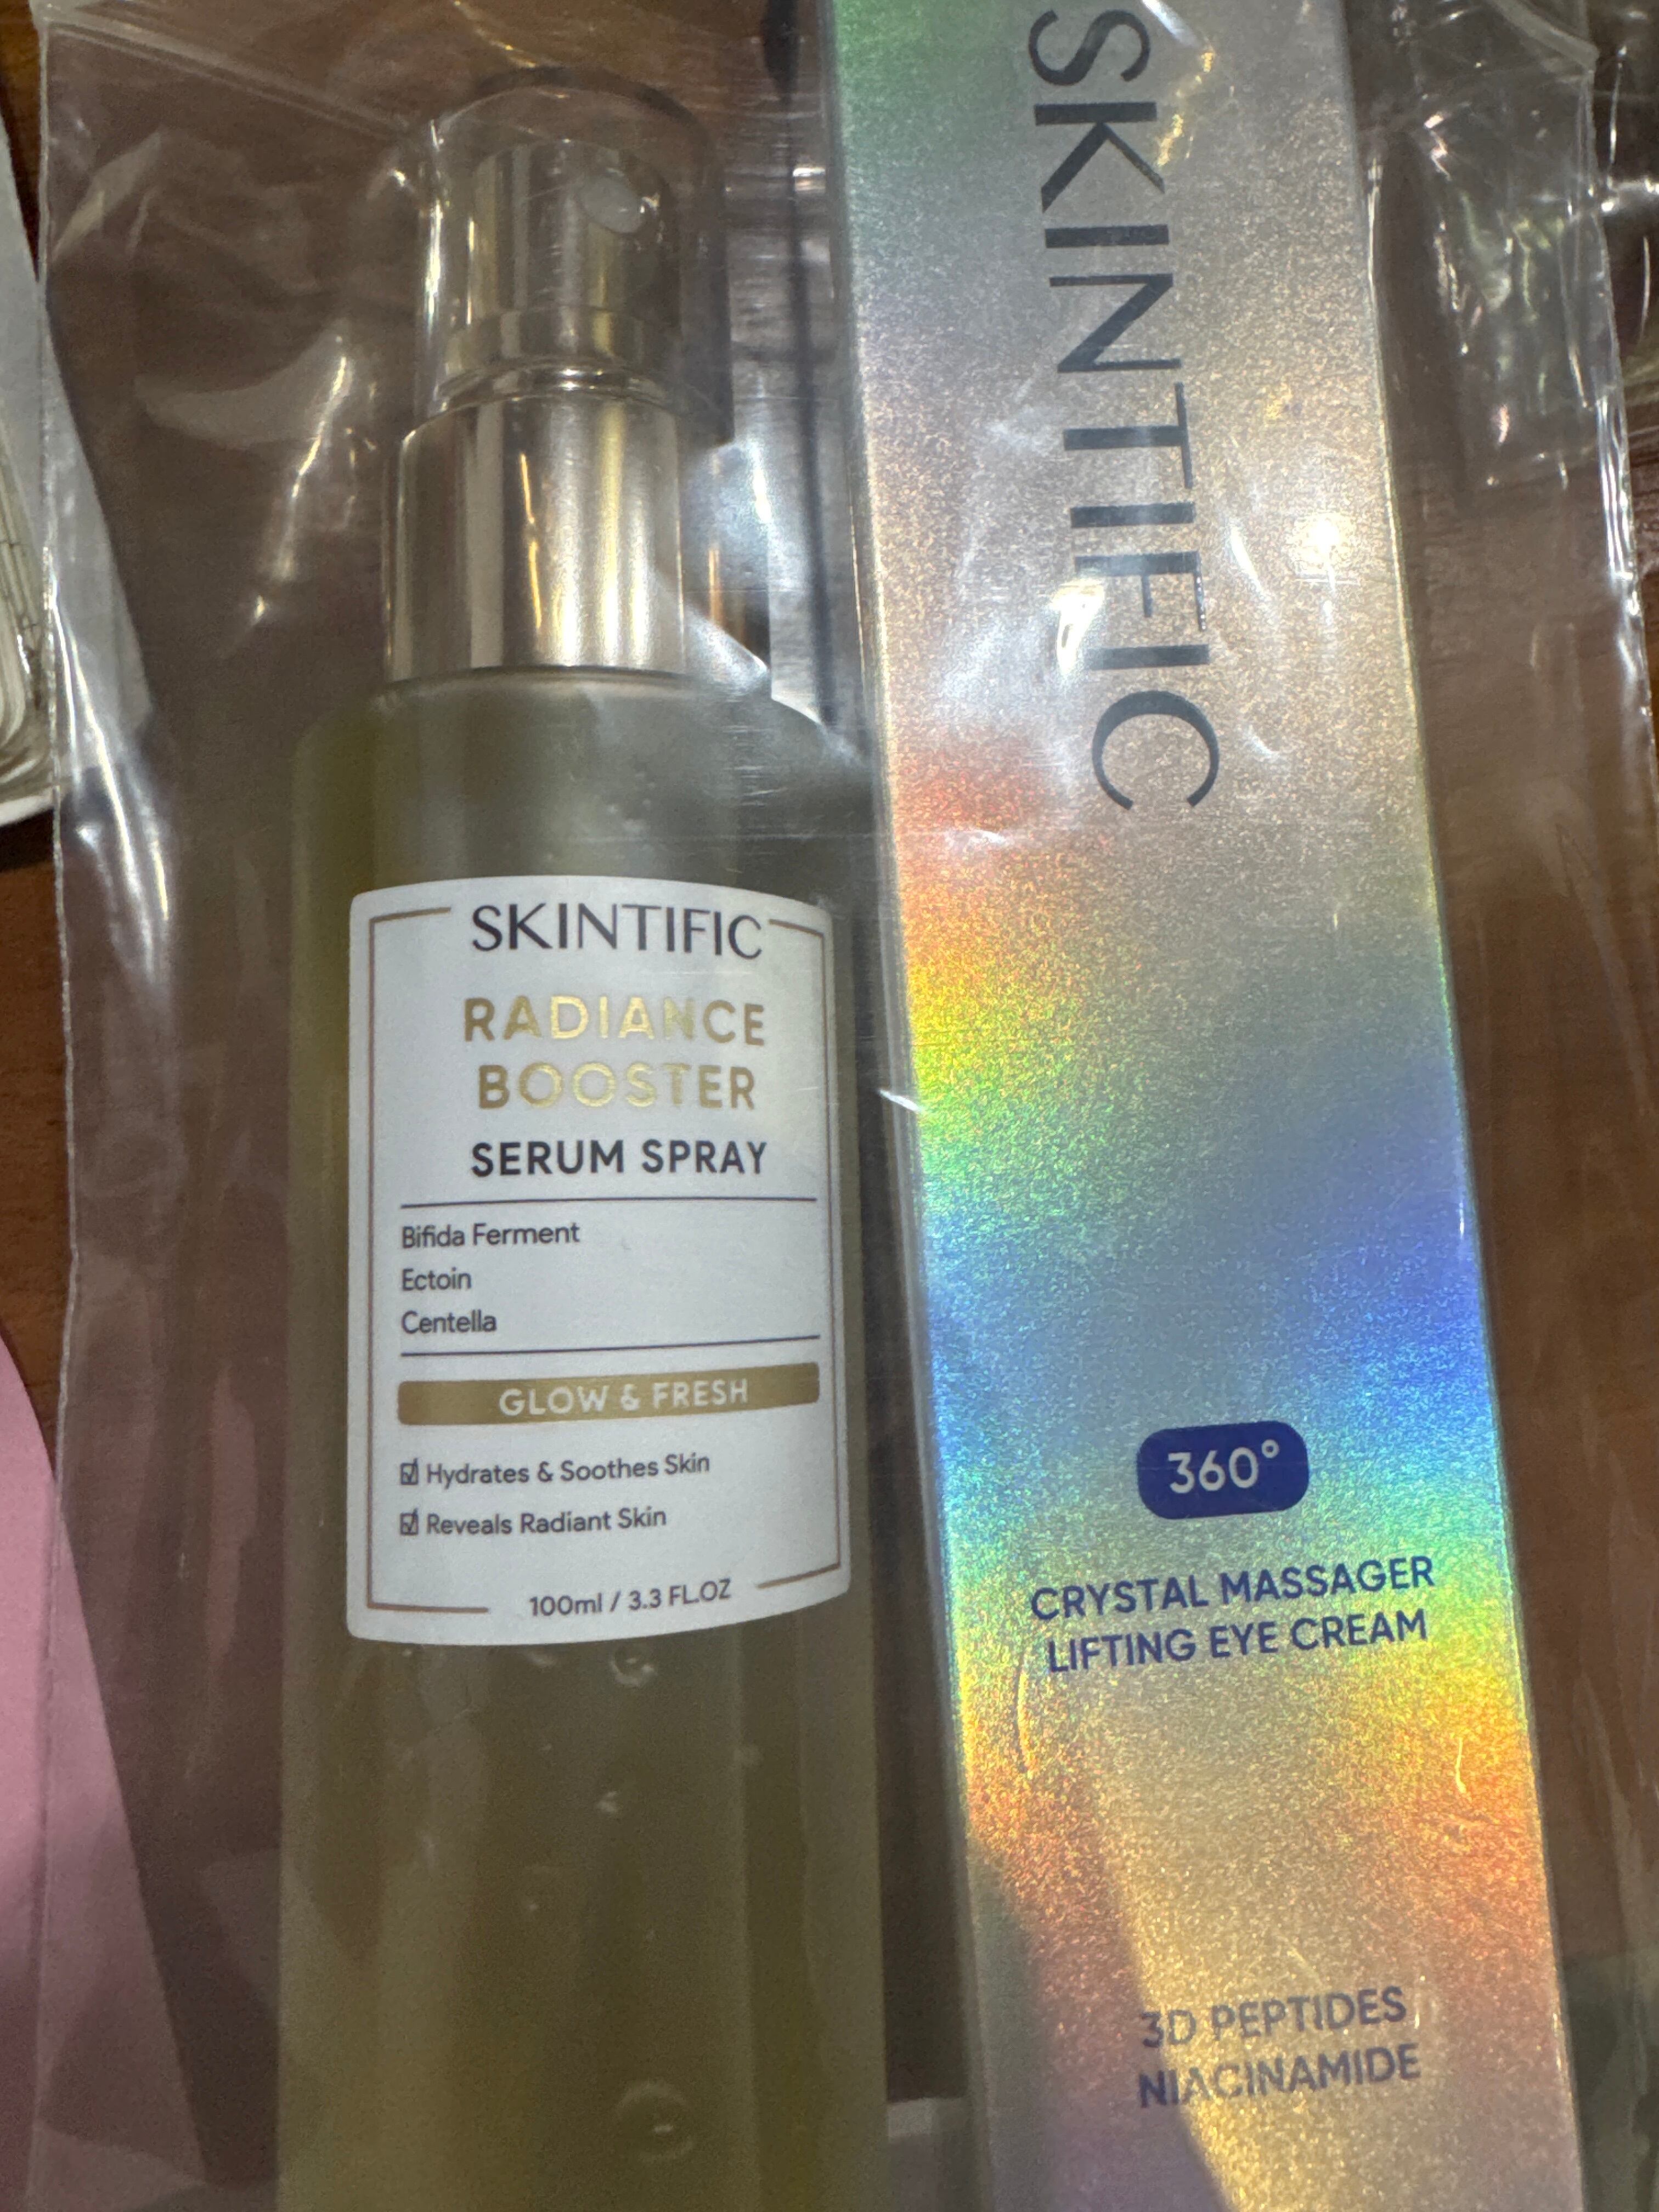 SKINTIFIC
RADIANCE
BOOSTER
SERUM SPRAY
Bifida Ferment
Ectoin
Centella
GLOW & FRESH
☑ Hydrates & Soothes Skin
☑ Reveals Radiant Skin
100ml / 3.3 FL.OZ
SKINTIFIC
360°
CRYSTAL MASSAGER
LIFTING EYE CREAM
3D PEPTIDES
NIACINAMIDE